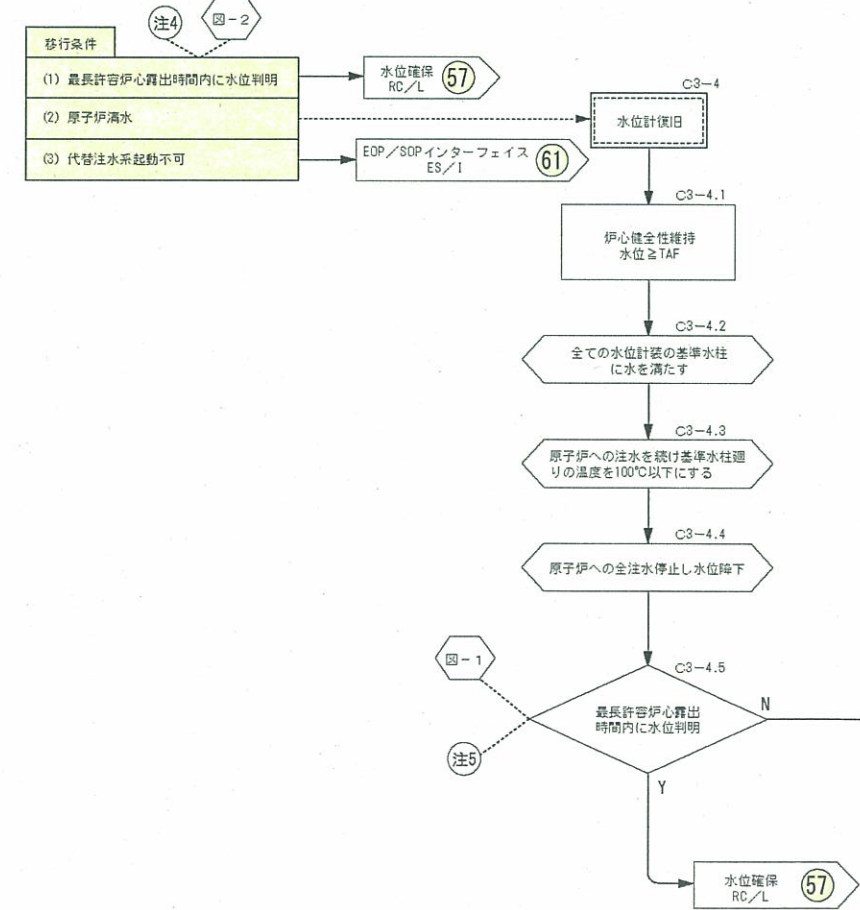 注4
図-2
移行条件
(1) 最長許容炉心露出時間内に水位判明
(2) 原子炉満水
(3) 代替注水系起動不可
水位確保
RC/L
57
EOP/SOPインターフェイス
ES/I
61
C3-4
水位計復旧
C3-4.1
炉心健全性維持
水位≧TAF
C3-4.2
全ての水位計装の基準水柱
に水を満たす
C3-4.3
原子炉への注水を続け基準水柱廻
りの温度を100℃以下にする
C3-4.4
原子炉への全注水停止し水位降下
C3-4.5
図-1
最長許容炉心露出
時間内に水位判明
N
注5
Y
水位確保
RC/L
57